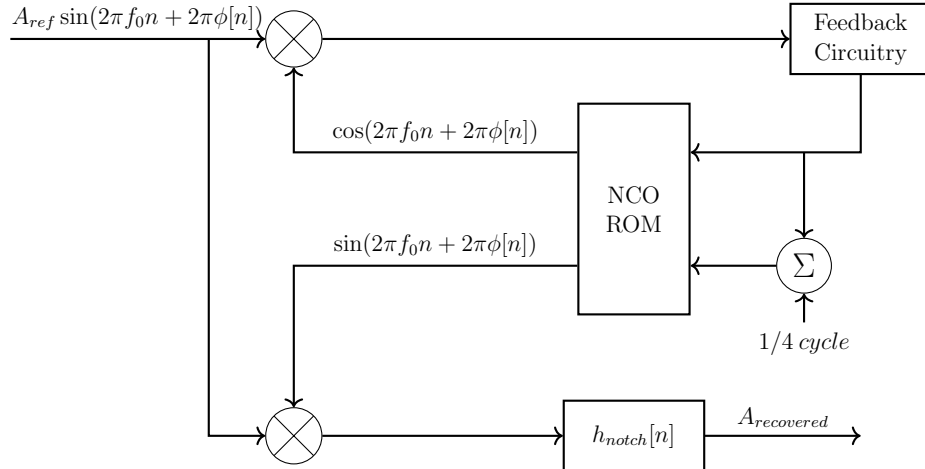 A_{ref} sin(2πf_0n + 2πϕ[n])
Feedback
Circuitry
cos(2πf_0n + 2πϕ[n])
NCO
ROM
sin(2πf_0n + 2πϕ[n])
Σ
1/4 cycle
h_{notch}[n]
A_{recovered}